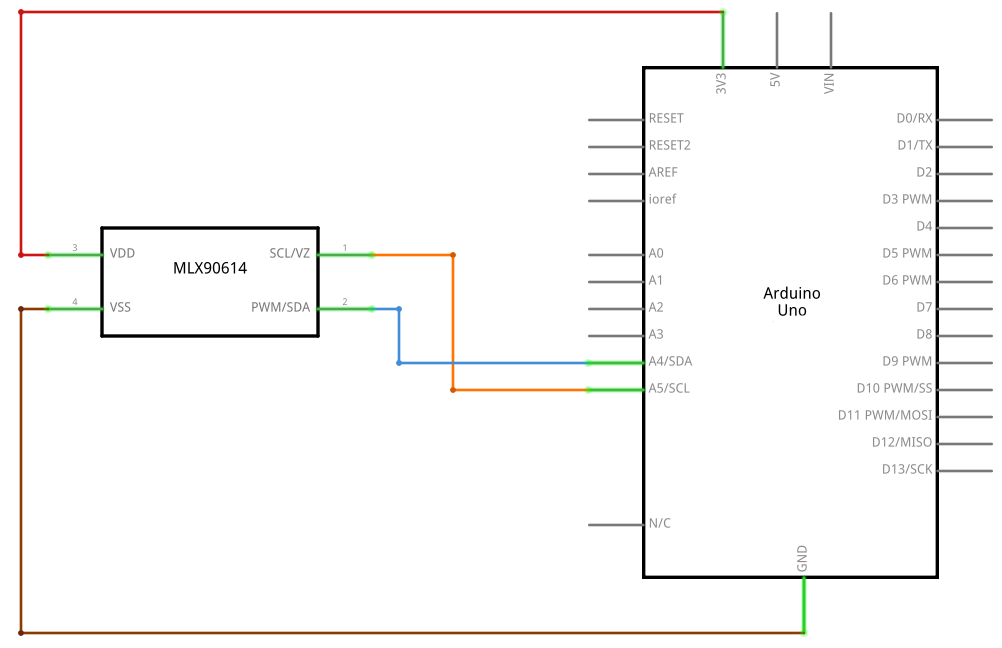 3V3
5V
VIN
RESET
RESET2
AREF
ioref
A0
A1
A2
A3
A4/SDA
A5/SCL
N/C
D0/RX
D1/TX
D2
D3 PWM
D4
D5 PWM
D6 PWM
D7
D8
D9 PWM
D10 PWM/SS
D11 PWM/MOSI
D12/MISO
D13/SCK
Arduino
Uno
GND
3
VDD
4
VSS
MLX90614
SCL/VZ
1
PWM/SDA
2